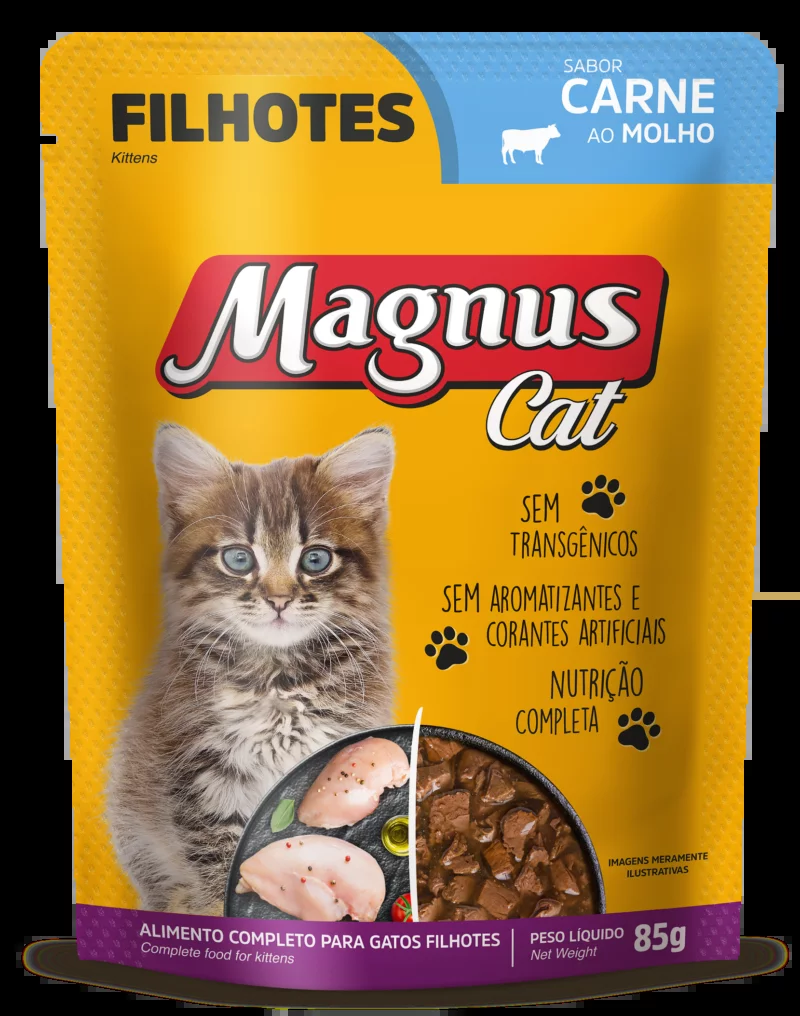 FILHOTES
Kittens
SABOR
CARNE
AO MOLHO
Magnus
Cat
SEM
TRANSGÊNICOS
SEM AROMATIZANTES E
CORANTES ARTIFICIAIS
NUTRIÇÃO
COMPLETA
IMAGENS MERAMENTE
ILUSTRATIVAS
ALIMENTO COMPLETO PARA GATOS FILHOTES
Complete food for kittens
PESO LÍQUIDO
Net Weight
85g